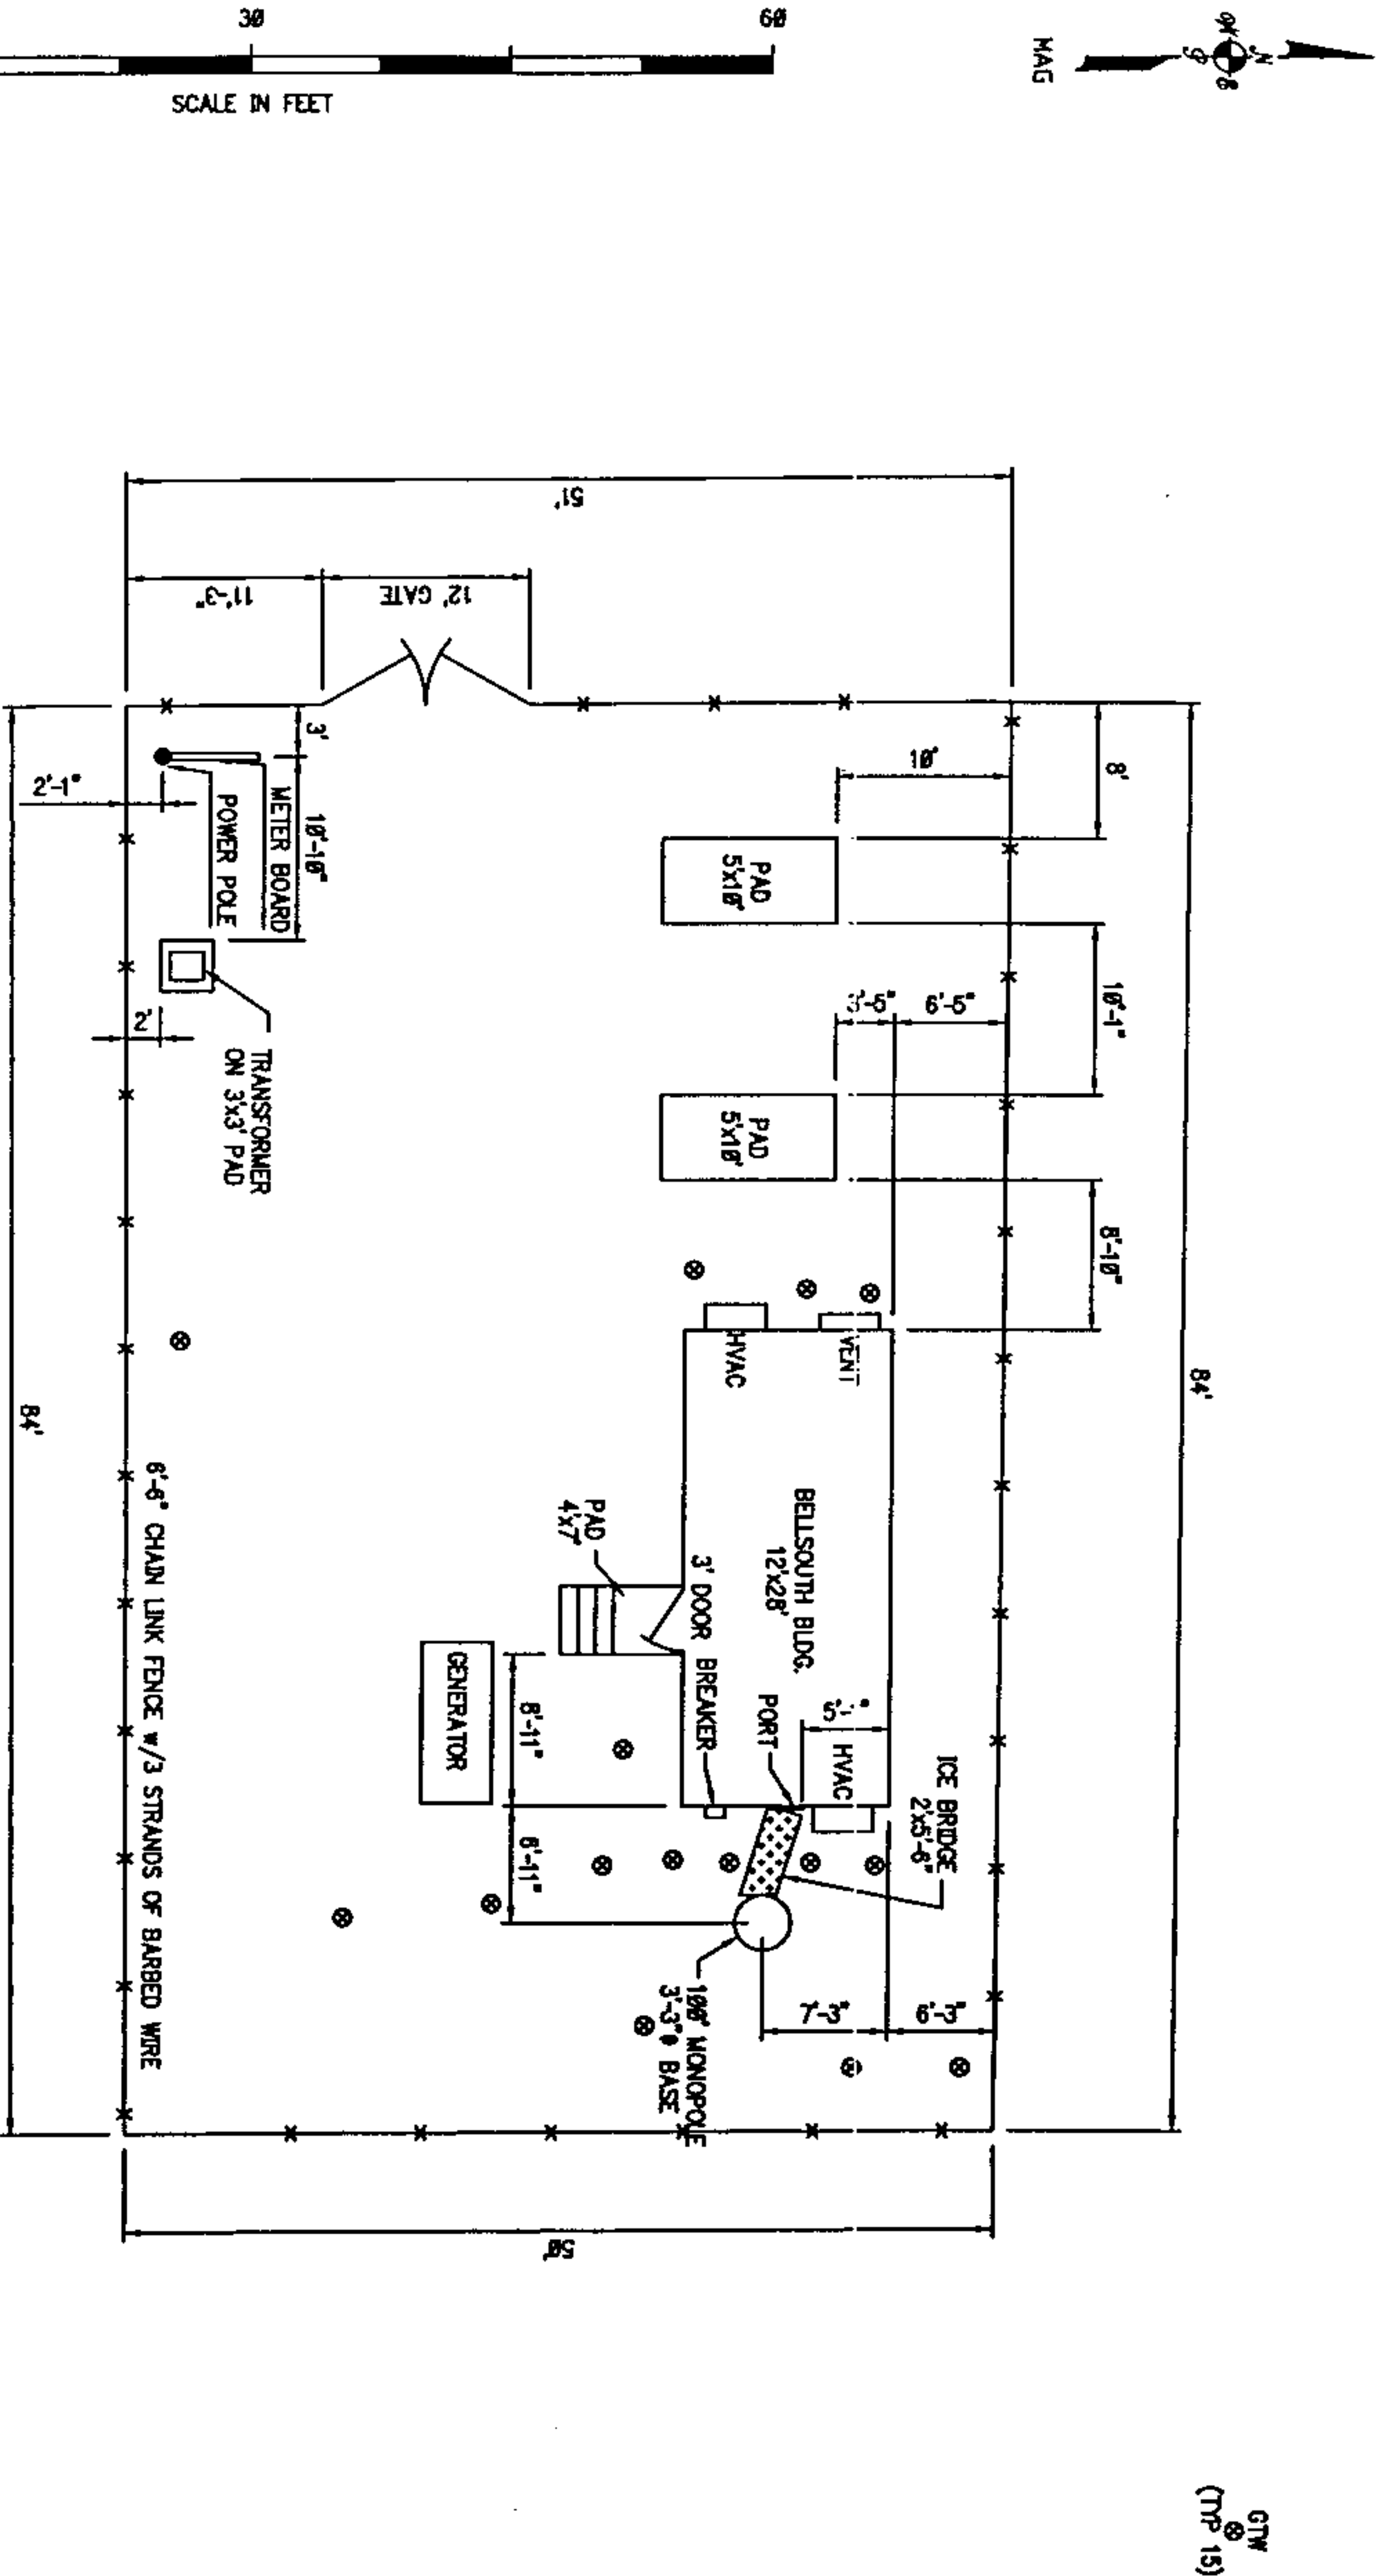 30
60
SCALE IN FEET
MAG
N
51'
11'-3"
12' GATE
3'
10'-10"
2'-1"
METER BOARD
POWER POLE
2'
TRANSFORMER
ON 3'x3' PAD
10'
8'
PAD
5'x10'
10'-1"
6'-5"
PAD
5'x10'
8'-10"
HVAC
VENT
84'
84'
BELLSOUTH BLDG.
12'x28'
PAD
4'x7'
3' DOOR
BREAKER
PORT
HVAC
ICE BRIDGE
2'x5'-6"
GENERATOR
8'-11"
6'-11"
7'-3"
6'-3"
100' MONOPOLE
3'-3"ø BASE
6'-6" CHAIN LINK FENCE w/3 STRANDS OF BARBED WIRE
50'
GTW
(TYP 15)